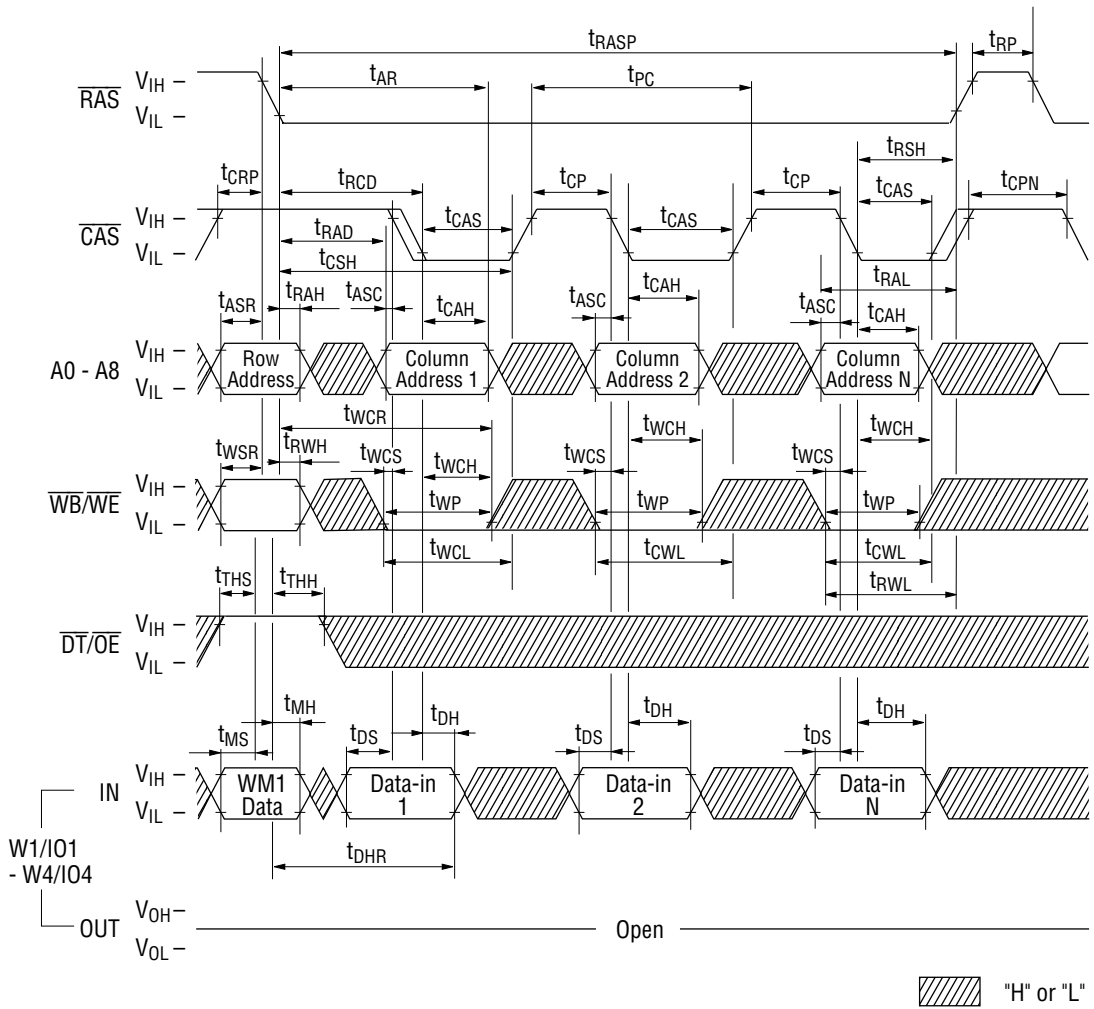 tRASP tRP
tAR tPC
RAS VIH –
VIL –
tRSH
tCRP tRCD tCP tCP tCAS tCPN
CAS VIH –
VIL –
tCAS tCAS
tRAD
tCSH tRAL
tASR tRAH tASC tCAH tASC tCAH tASC tCAH
A0 - A8 VIH –
VIL –
Row Address
Column Address 1
Column Address 2
Column Address N
tWCR
tWSR tRWH tWCS tWCH tWCS tWCH tWCS tWCH
WB/WE VIH –
VIL –
tWP tWP tWP
tWCL tCWL tCWL
tRWL
tTHS tTHH
DT/OE VIH –
VIL –
tMS tMH tDS tDH tDS tDH tDS tDH
IN VIH –
VIL –
WM1 Data
Data-in 1
Data-in 2
Data-in N
tDHR
W1/IO1
- W4/IO4
OUT VOH –
VOL –
Open
"H" or "L"